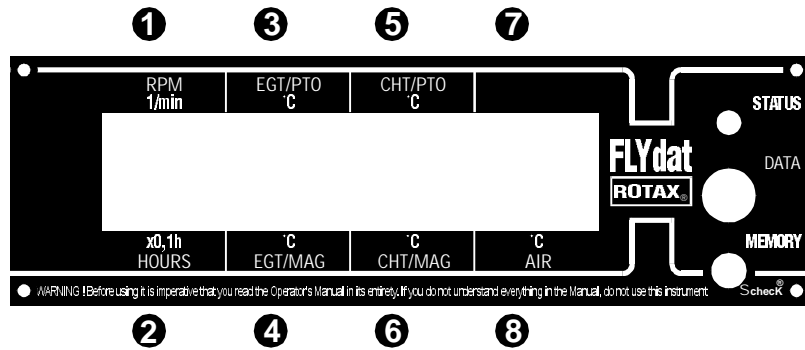 1 3 5 7
RPM EGT/PTO CHT/PTO
1/min °C °C
STATUS
FLYdat
DATA
ROTAX®
x0,1h °C °C °C
MEMORY
HOURS EGT/MAG CHT/MAG AIR
WARNING ! Before using it is imperative that you read the Operator's Manual in its entirety. If you do not understand everything in the Manual, do not use this instrument. SchecK®
2 4 6 8